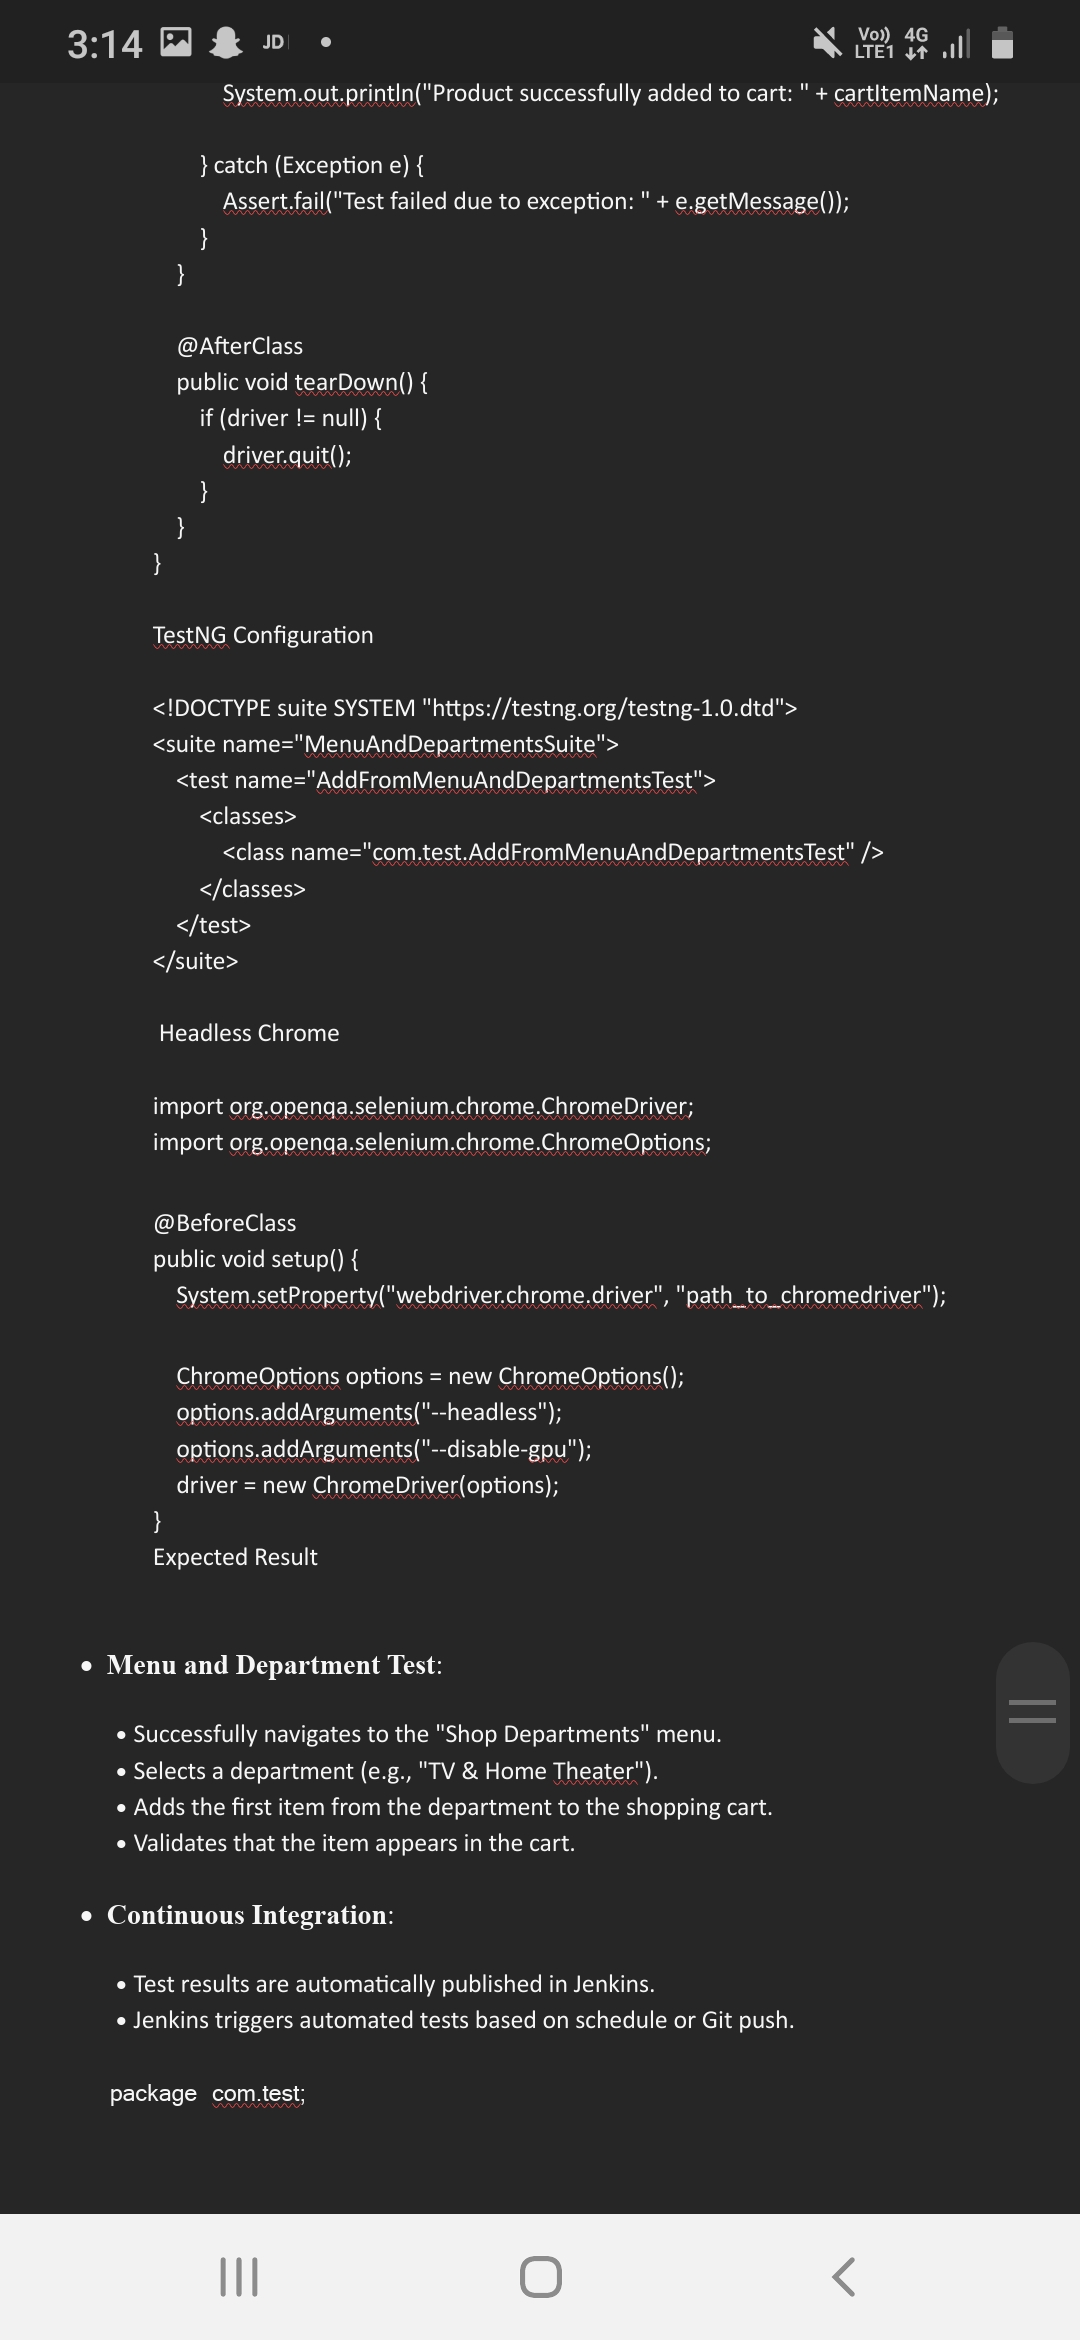 3:14 JD
Vo)) 4G
LTE1
System.out.println("Product successfully added to cart: " + cartItemName);
} catch (Exception e) {
Assert.fail("Test failed due to exception: " + e.getMessage());
}
}
@AfterClass
public void tearDown() {
if (driver != null) {
driver.quit();
}
}
}
TestNG Configuration
<!DOCTYPE suite SYSTEM "https://testng.org/testng-1.0.dtd">
<suite name="MenuAndDepartmentsSuite">
<test name="AddFromMenuAndDepartmentsTest">
<classes>
<class name="com.test.AddFromMenuAndDepartmentsTest" />
</classes>
</test>
</suite>
Headless Chrome
import org.openqa.selenium.chrome.ChromeDriver;
import org.openqa.selenium.chrome.ChromeOptions;
@BeforeClass
public void setup() {
System.setProperty("webdriver.chrome.driver", "path_to_chromedriver");
ChromeOptions options = new ChromeOptions();
options.addArguments("--headless");
options.addArguments("--disable-gpu");
driver = new ChromeDriver(options);
}
Expected Result
• Menu and Department Test:
• Successfully navigates to the "Shop Departments" menu.
• Selects a department (e.g., "TV & Home Theater").
• Adds the first item from the department to the shopping cart.
• Validates that the item appears in the cart.
• Continuous Integration:
• Test results are automatically published in Jenkins.
• Jenkins triggers automated tests based on schedule or Git push.
package com.test;